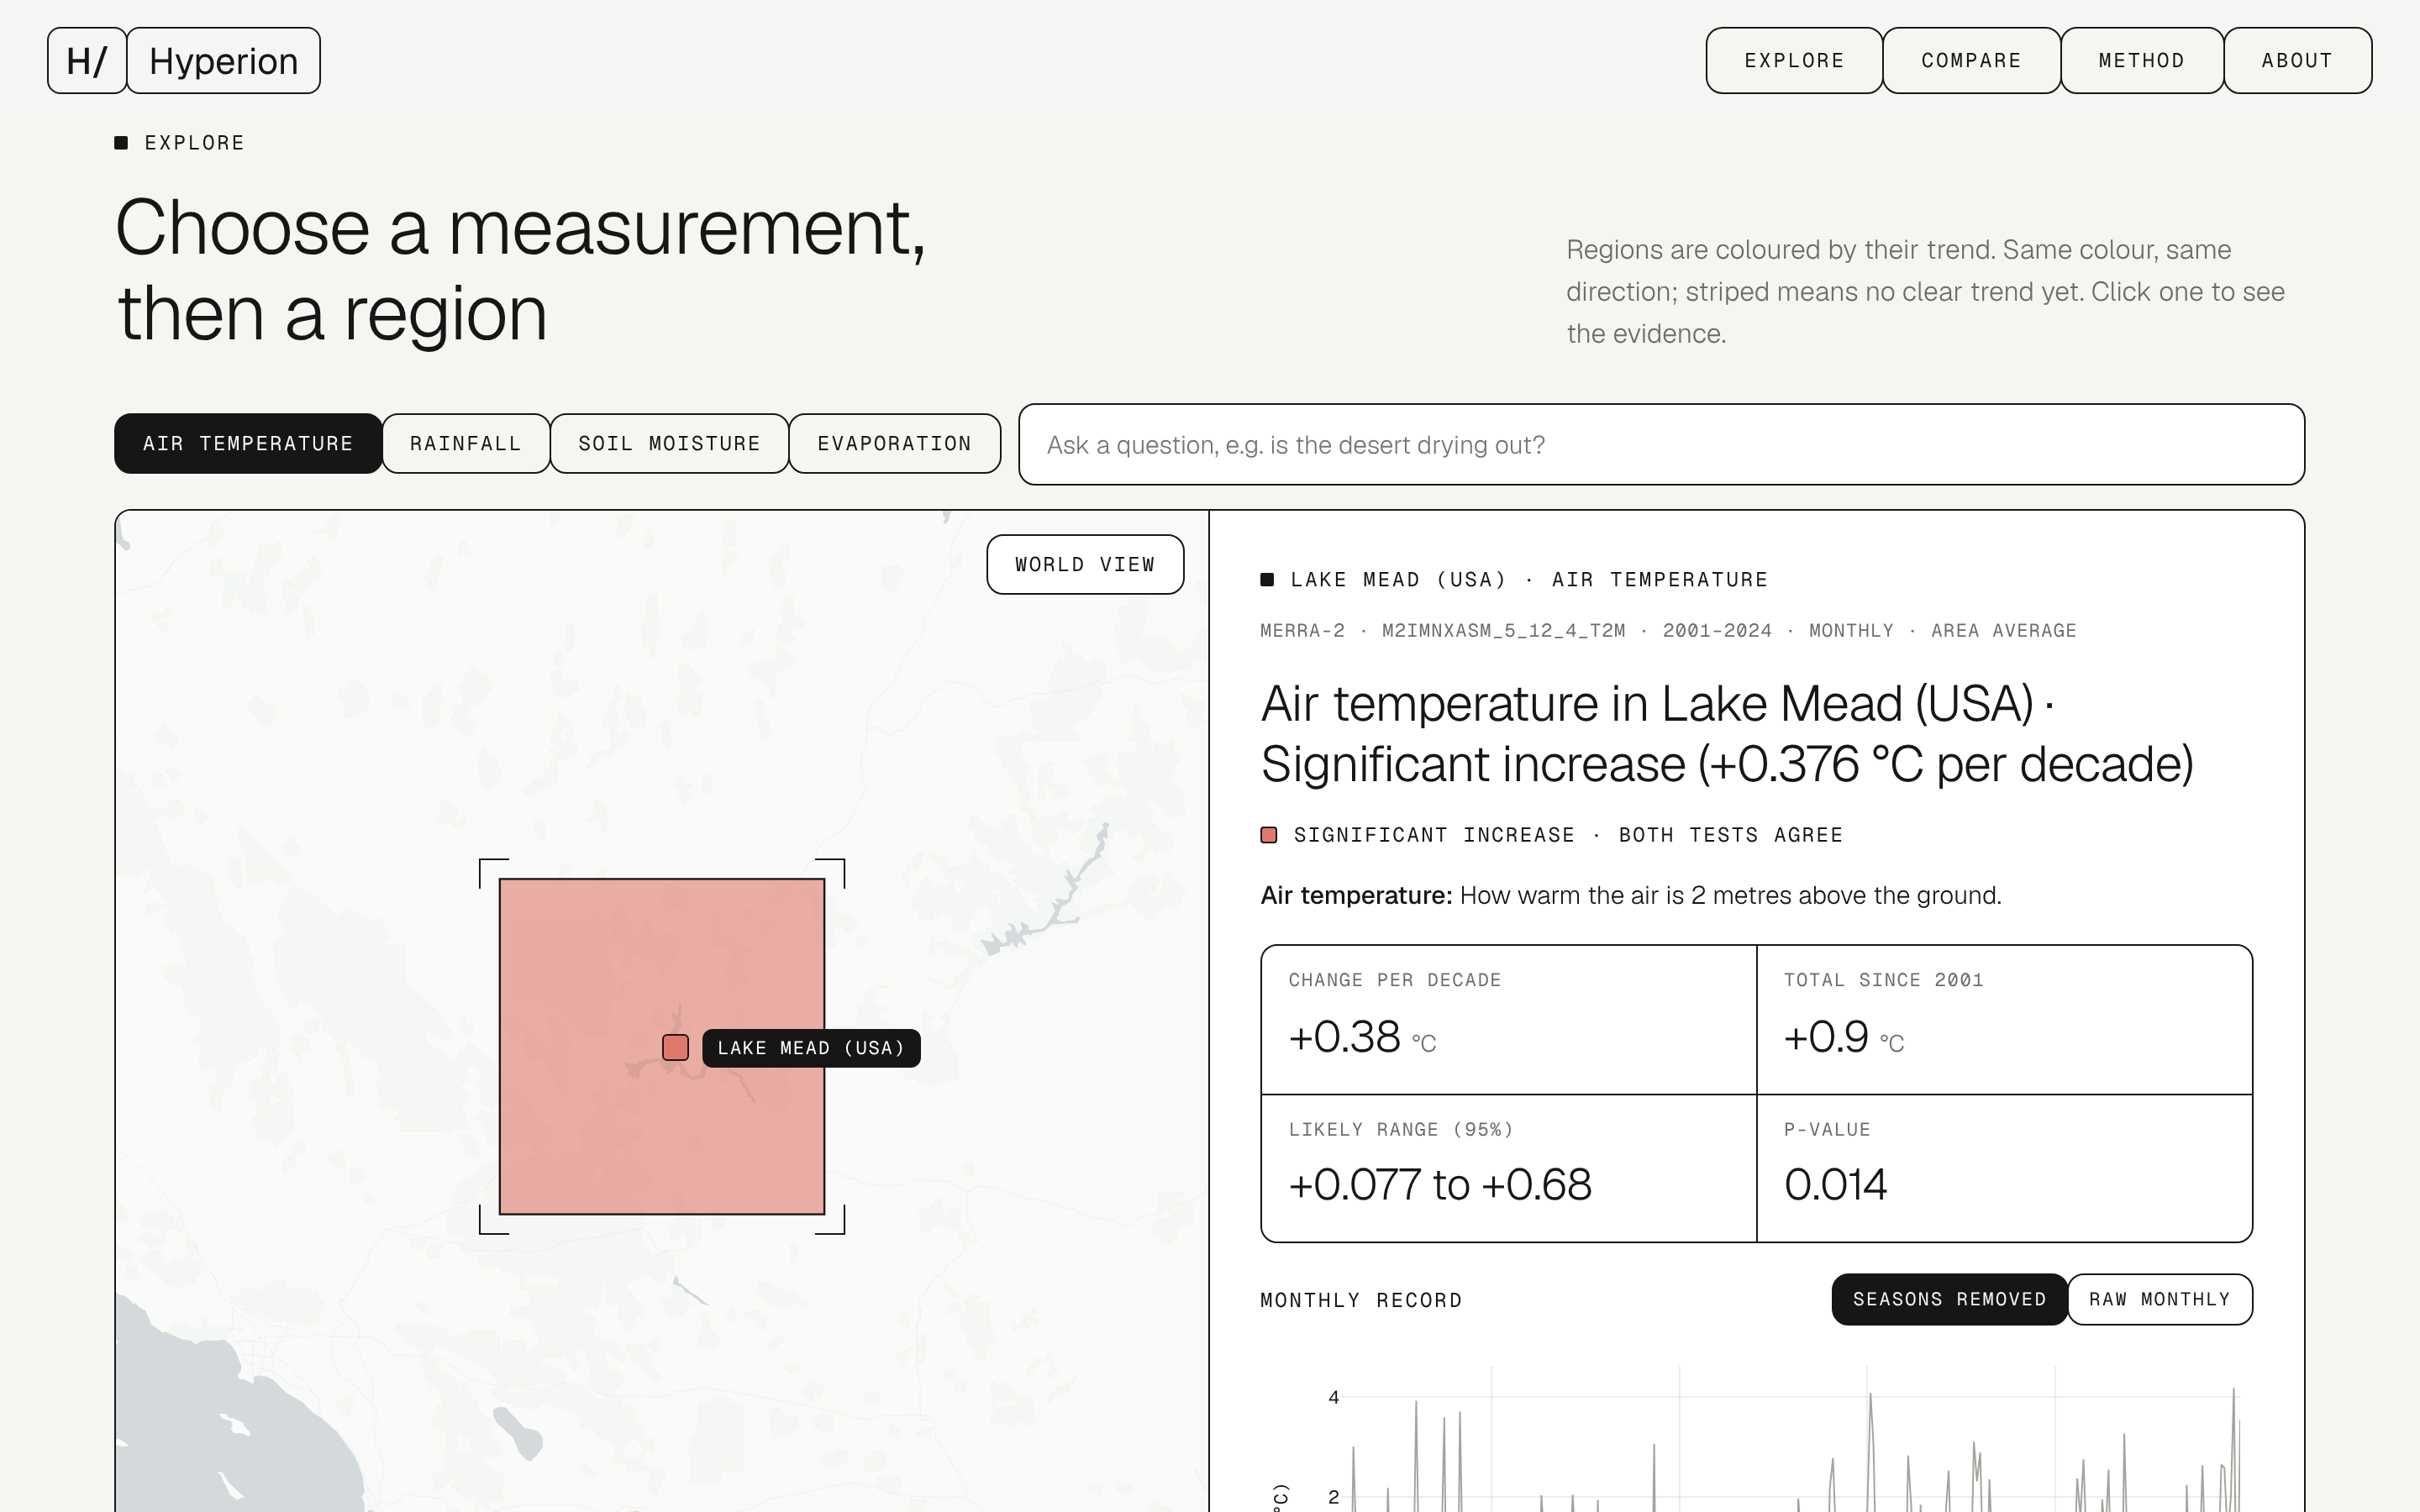 H/ Hyperion
EXPLORE COMPARE METHOD ABOUT
EXPLORE
Choose a measurement,
then a region
Regions are coloured by their trend. Same colour, same
direction; striped means no clear trend yet. Click one to see
the evidence.
AIR TEMPERATURE RAINFALL SOIL MOISTURE EVAPORATION
Ask a question, e.g. is the desert drying out?
WORLD VIEW
LAKE MEAD (USA)
LAKE MEAD (USA) · AIR TEMPERATURE
MERRA-2 · M2IMNXASM_5_12_4_T2M · 2001-2024 · MONTHLY · AREA AVERAGE
Air temperature in Lake Mead (USA) ·
Significant increase (+0.376 °C per decade)
SIGNIFICANT INCREASE · BOTH TESTS AGREE
Air temperature: How warm the air is 2 metres above the ground.
CHANGE PER DECADE
+0.38 °C
TOTAL SINCE 2001
+0.9 °C
LIKELY RANGE (95%)
+0.077 to +0.68
P-VALUE
0.014
MONTHLY RECORD
SEASONS REMOVED RAW MONTHLY
4
2
°C)